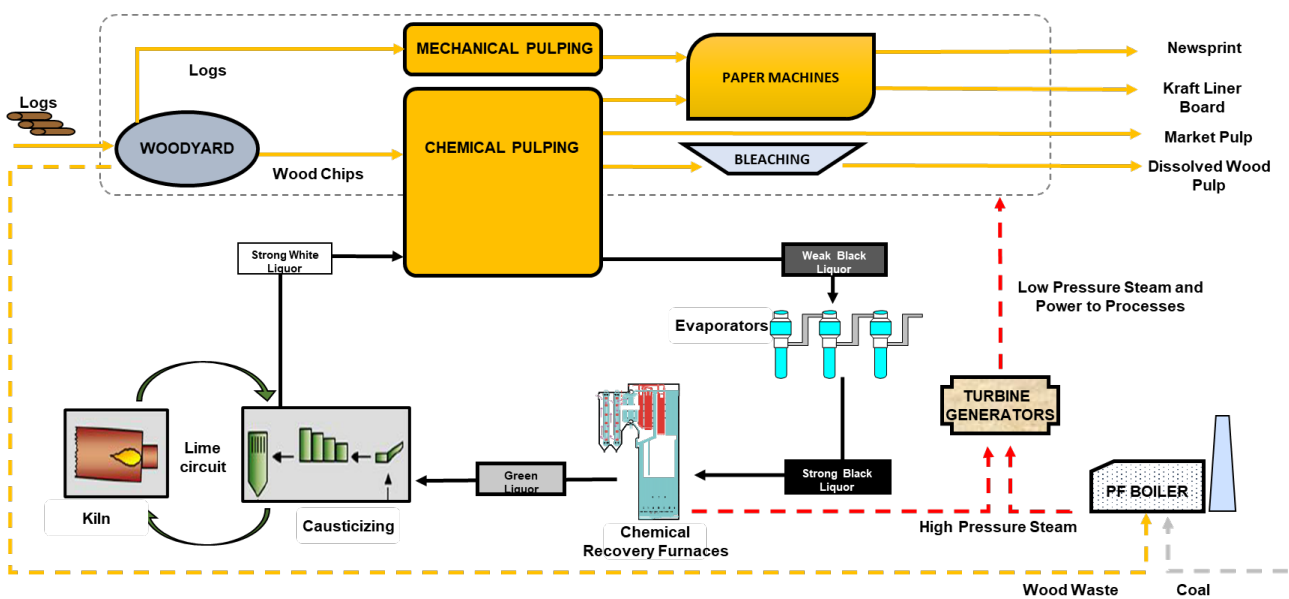 MECHANICAL PULPING
Newsprint
Logs
PAPER MACHINES
Kraft Liner
Board
Logs
Market Pulp
WOODYARD
CHEMICAL PULPING
BLEACHING
Wood Chips
Dissolved Wood
Pulp
Strong White
Liquor
Weak Black
Liquor
Low Pressure Steam and
Power to Processes
Evaporators
TURBINE
GENERATORS
Lime
circuit
Green
Liquor
Strong Black
Liquor
PF BOILER
Kiln
Causticizing
Chemical
Recovery Furnaces
High Pressure Steam
Wood Waste
Coal